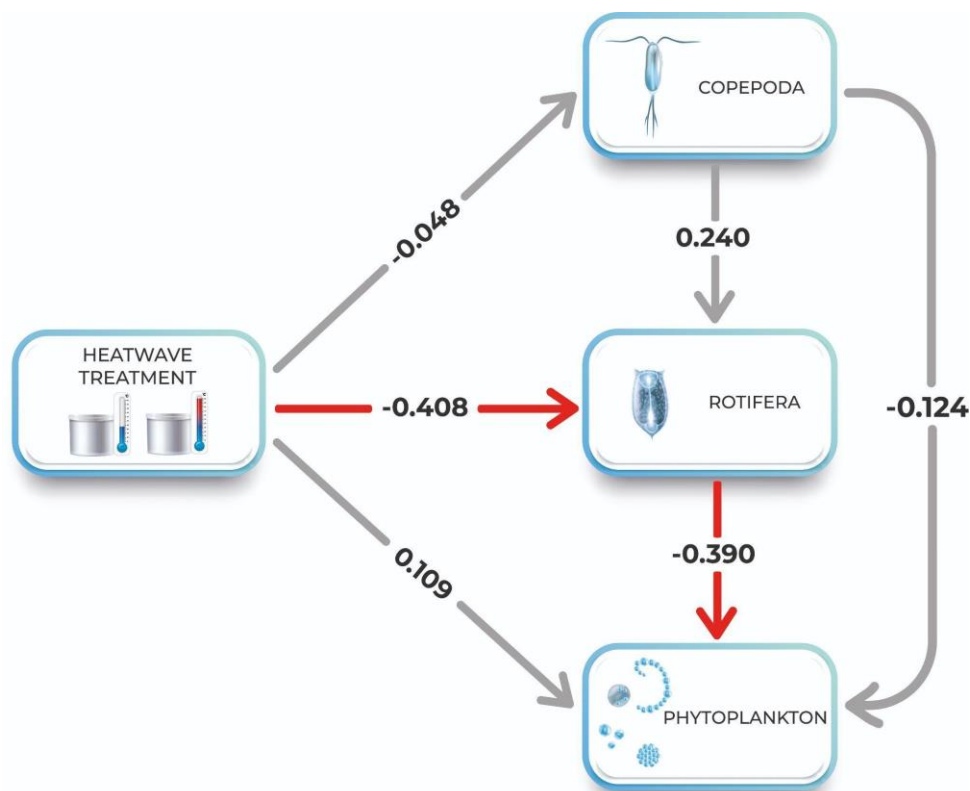 COPEPODA
-0.048
0.240
HEATWAVE
TREATMENT
-0.408
ROTIFERA
-0.124
-0.390
0.109
PHYTOPLANKTON